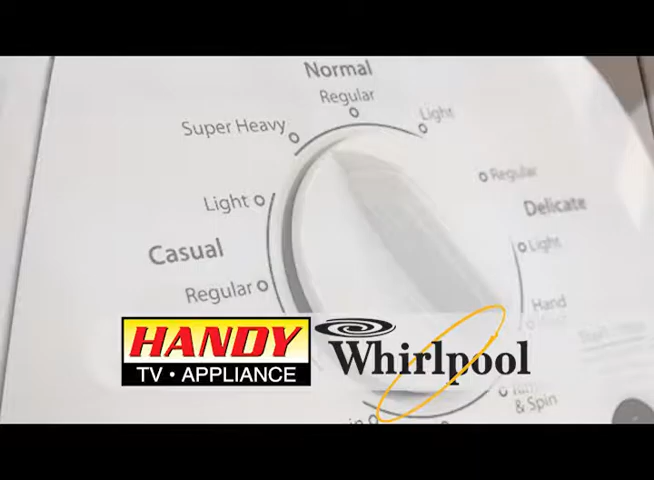 Normal
Regular
Super Heavy
Light
Regular
Light
Delicate
Casual
Light
Regular
Hand
HANDY
TV • APPLIANCE
Whirlpool
& Spin